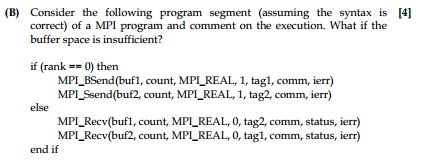 (B) Consider the following program segment (assuming the syntax is [4]
correct) of a MPI program and comment on the execution. What if the
buffer space is insufficient?
if (rank == 0) then
MPI_BSend(buf1, count, MPI_REAL, 1, tag1, comm, ierr)
MPI_Ssend(buf2, count, MPI_REAL, 1, tag2, comm, ierr)
else
MPI_Recv(buf1, count, MPI_REAL, 0, tag2, comm, status, ierr)
MPI_Recv(buf2, count, MPI_REAL, 0, tag1, comm, status, ierr)
end if